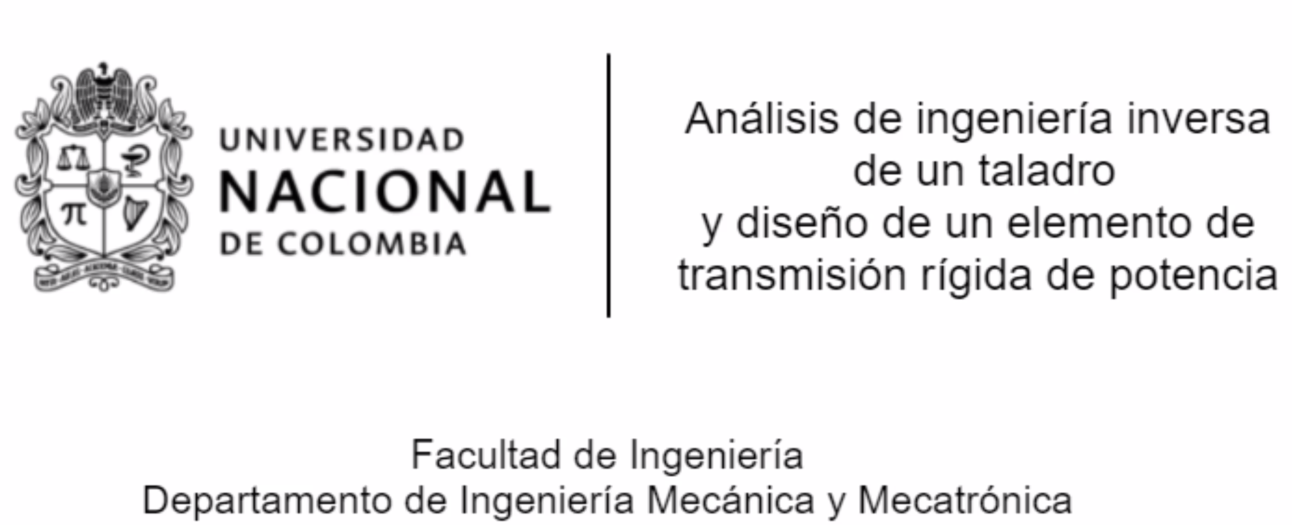 UNIVERSIDAD
NACIONAL
DE COLOMBIA
Análisis de ingeniería inversa
de un taladro
y diseño de un elemento de
transmisión rígida de potencia
Facultad de Ingeniería
Departamento de Ingeniería Mecánica y Mecatrónica